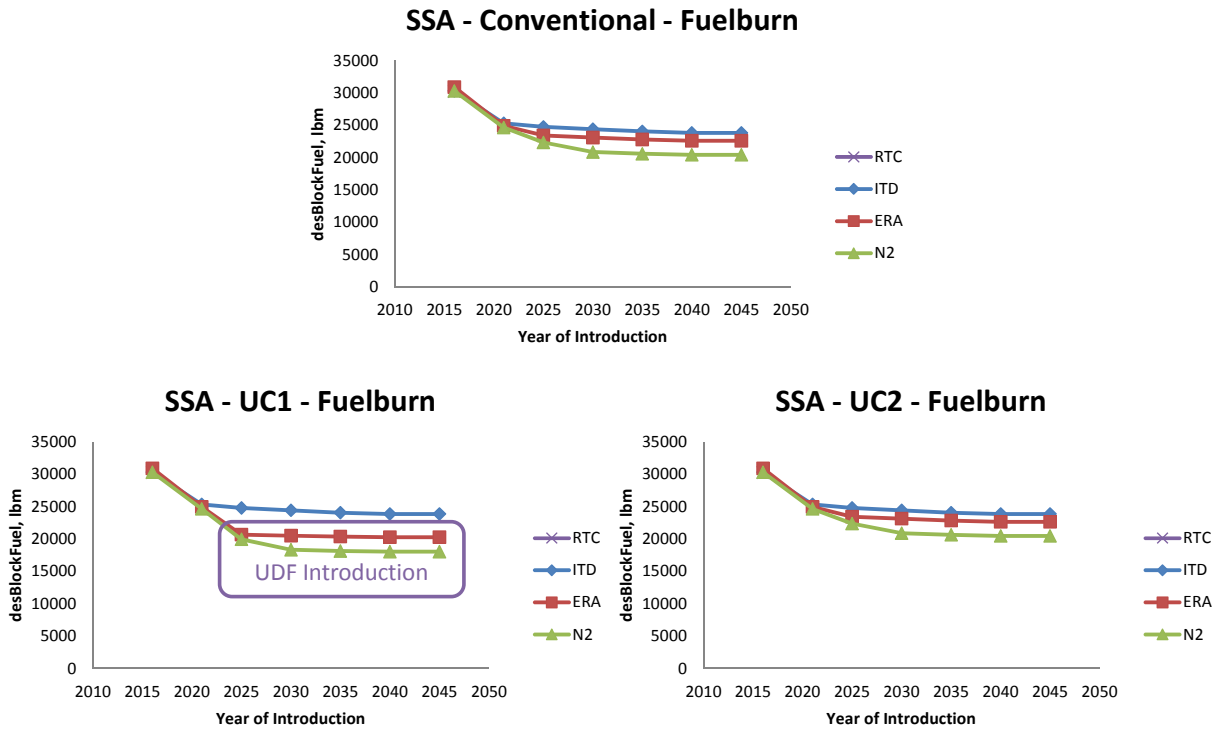 SSA - Conventional - Fuelburn
35000
30000
25000
20000
15000
10000
5000
0
desBlockFuel, lbm
2010 2015 2020 2025 2030 2035 2040 2045 2050
Year of Introduction
RTC
ITD
ERA
N2
SSA - UC1 - Fuelburn
35000
30000
25000
20000
15000
10000
5000
0
desBlockFuel, lbm
UDF Introduction
2010 2015 2020 2025 2030 2035 2040 2045 2050
Year of Introduction
RTC
ITD
ERA
N2
SSA - UC2 - Fuelburn
35000
30000
25000
20000
15000
10000
5000
0
desBlockFuel, lbm
2010 2015 2020 2025 2030 2035 2040 2045 2050
Year of Introduction
RTC
ITD
ERA
N2